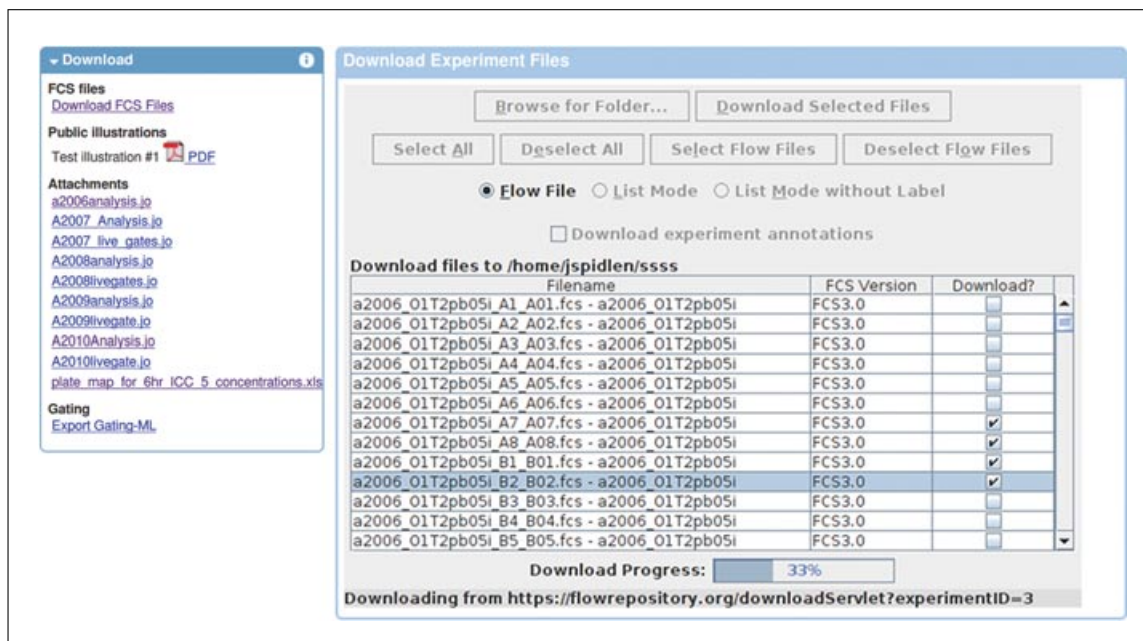 Download
FCS files
Download FCS Files
Public illustrations
Test illustration #1 PDF
Attachments
a2006analysis.jo
A2007_Analysis.jo
A2007_live_gates.jo
A2008analysis.jo
A2008livegates.jo
A2009analysis.jo
A2009livegate.jo
A2010Analysis.jo
A2010livegate.jo
plate_map_for_6hr_ICC_5_concentrations.xls
Gating
Export Gating-ML
Download Experiment Files
Browse for Folder... Download Selected Files
Select All Deselect All Select Flow Files Deselect Flow Files
Flow File List Mode List Mode without Label
Download experiment annotations
Download files to /home/jspidlen/ssss
Filename FCS Version Download?
a2006_O1T2pb05i_A1_A01.fcs - a2006_O1T2pb05i FCS3.0
a2006_O1T2pb05i_A2_A02.fcs - a2006_O1T2pb05i FCS3.0
a2006_O1T2pb05i_A3_A03.fcs - a2006_O1T2pb05i FCS3.0
a2006_O1T2pb05i_A4_A04.fcs - a2006_O1T2pb05i FCS3.0
a2006_O1T2pb05i_A5_A05.fcs - a2006_O1T2pb05i FCS3.0
a2006_O1T2pb05i_A6_A06.fcs - a2006_O1T2pb05i FCS3.0
a2006_O1T2pb05i_A7_A07.fcs - a2006_O1T2pb05i FCS3.0
a2006_O1T2pb05i_A8_A08.fcs - a2006_O1T2pb05i FCS3.0
a2006_O1T2pb05i_B1_B01.fcs - a2006_O1T2pb05i FCS3.0
a2006_O1T2pb05i_B2_B02.fcs - a2006_O1T2pb05i FCS3.0
a2006_O1T2pb05i_B3_B03.fcs - a2006_O1T2pb05i FCS3.0
a2006_O1T2pb05i_B4_B04.fcs - a2006_O1T2pb05i FCS3.0
a2006_O1T2pb05i_B5_B05.fcs - a2006_O1T2pb05i FCS3.0
Download Progress: 33%
Downloading from https://flowrepository.org/downloadServlet?experimentID=3